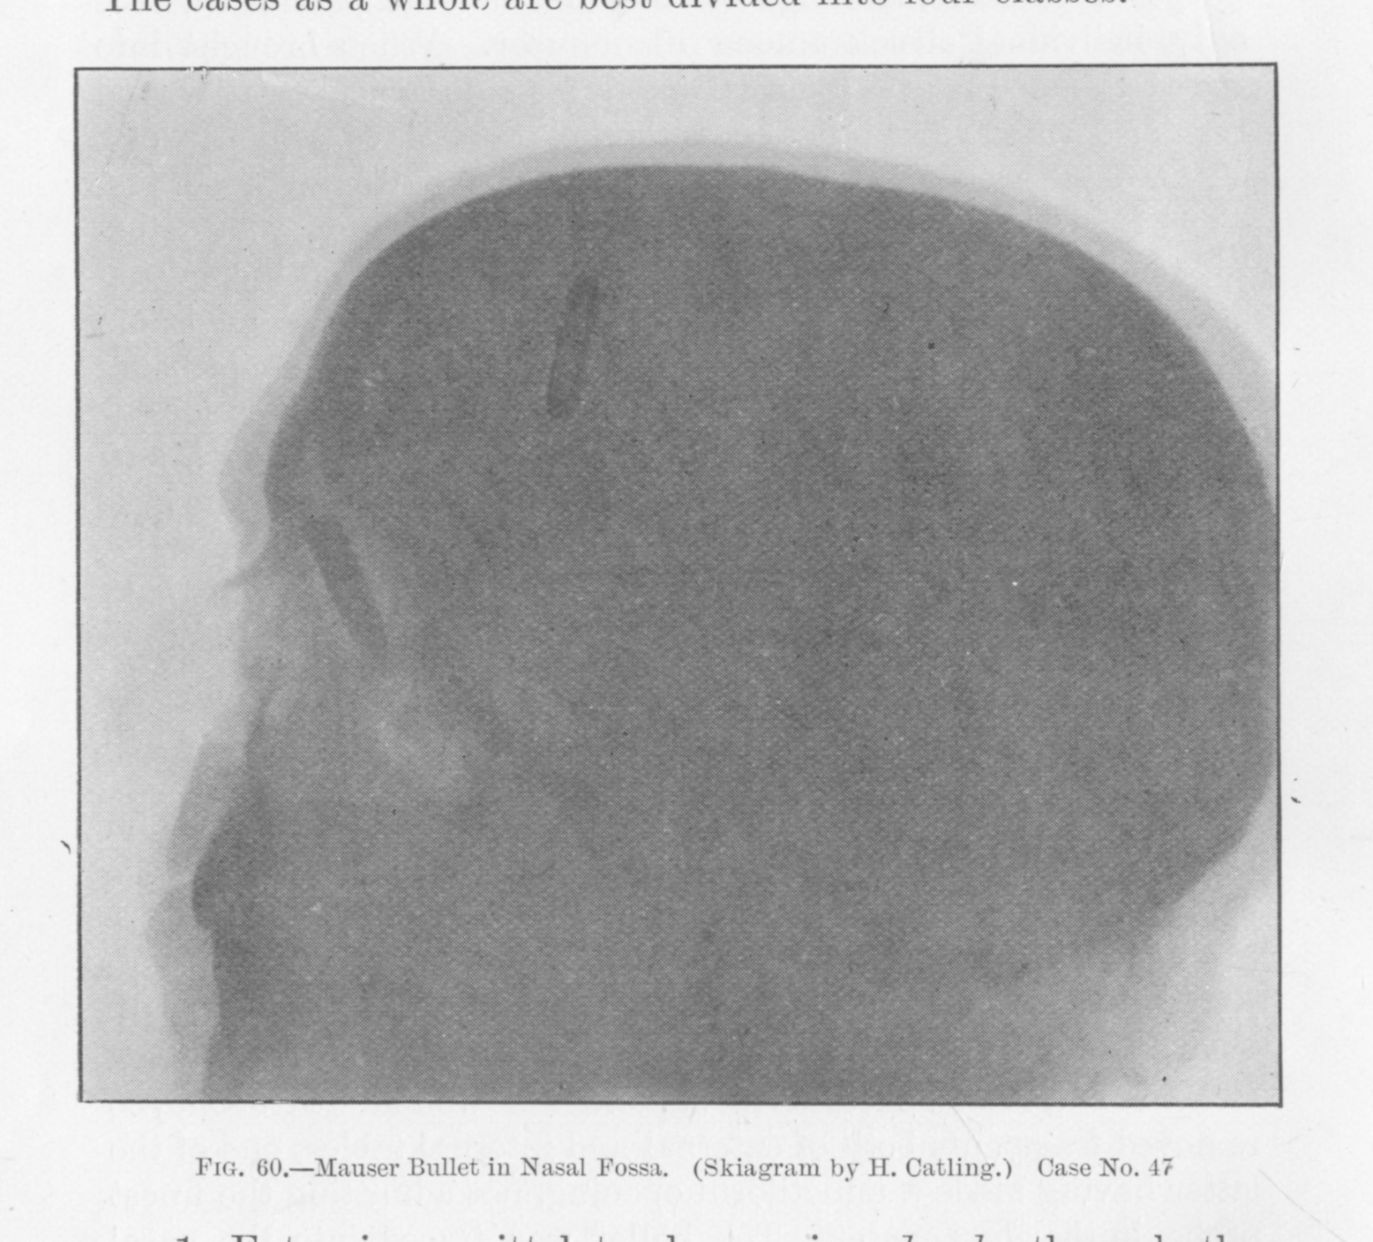 The cases as a whole are best divided into four classes.
FIG. 60.—Mauser Bullet in Nasal Fossa. (Skiagram by H. Catling.) Case No. 47